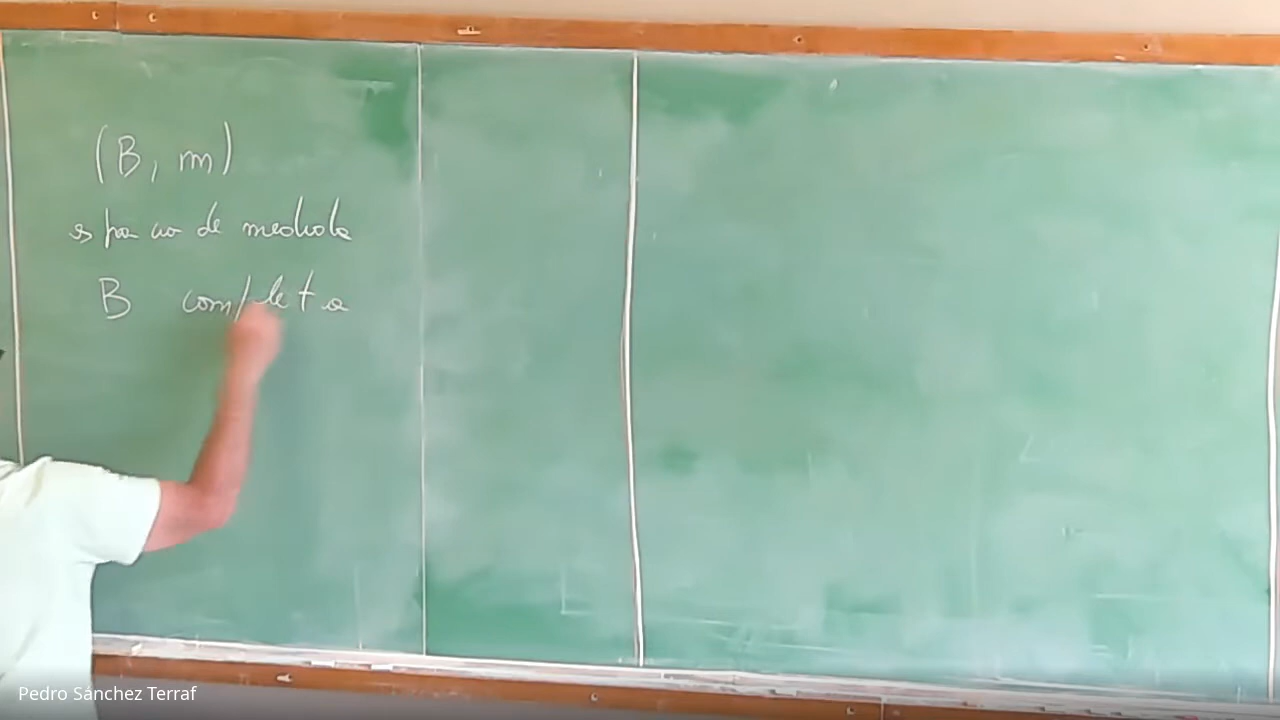 (B, m)
espacio de medida
B completa
Pedro Sánchez Terraf